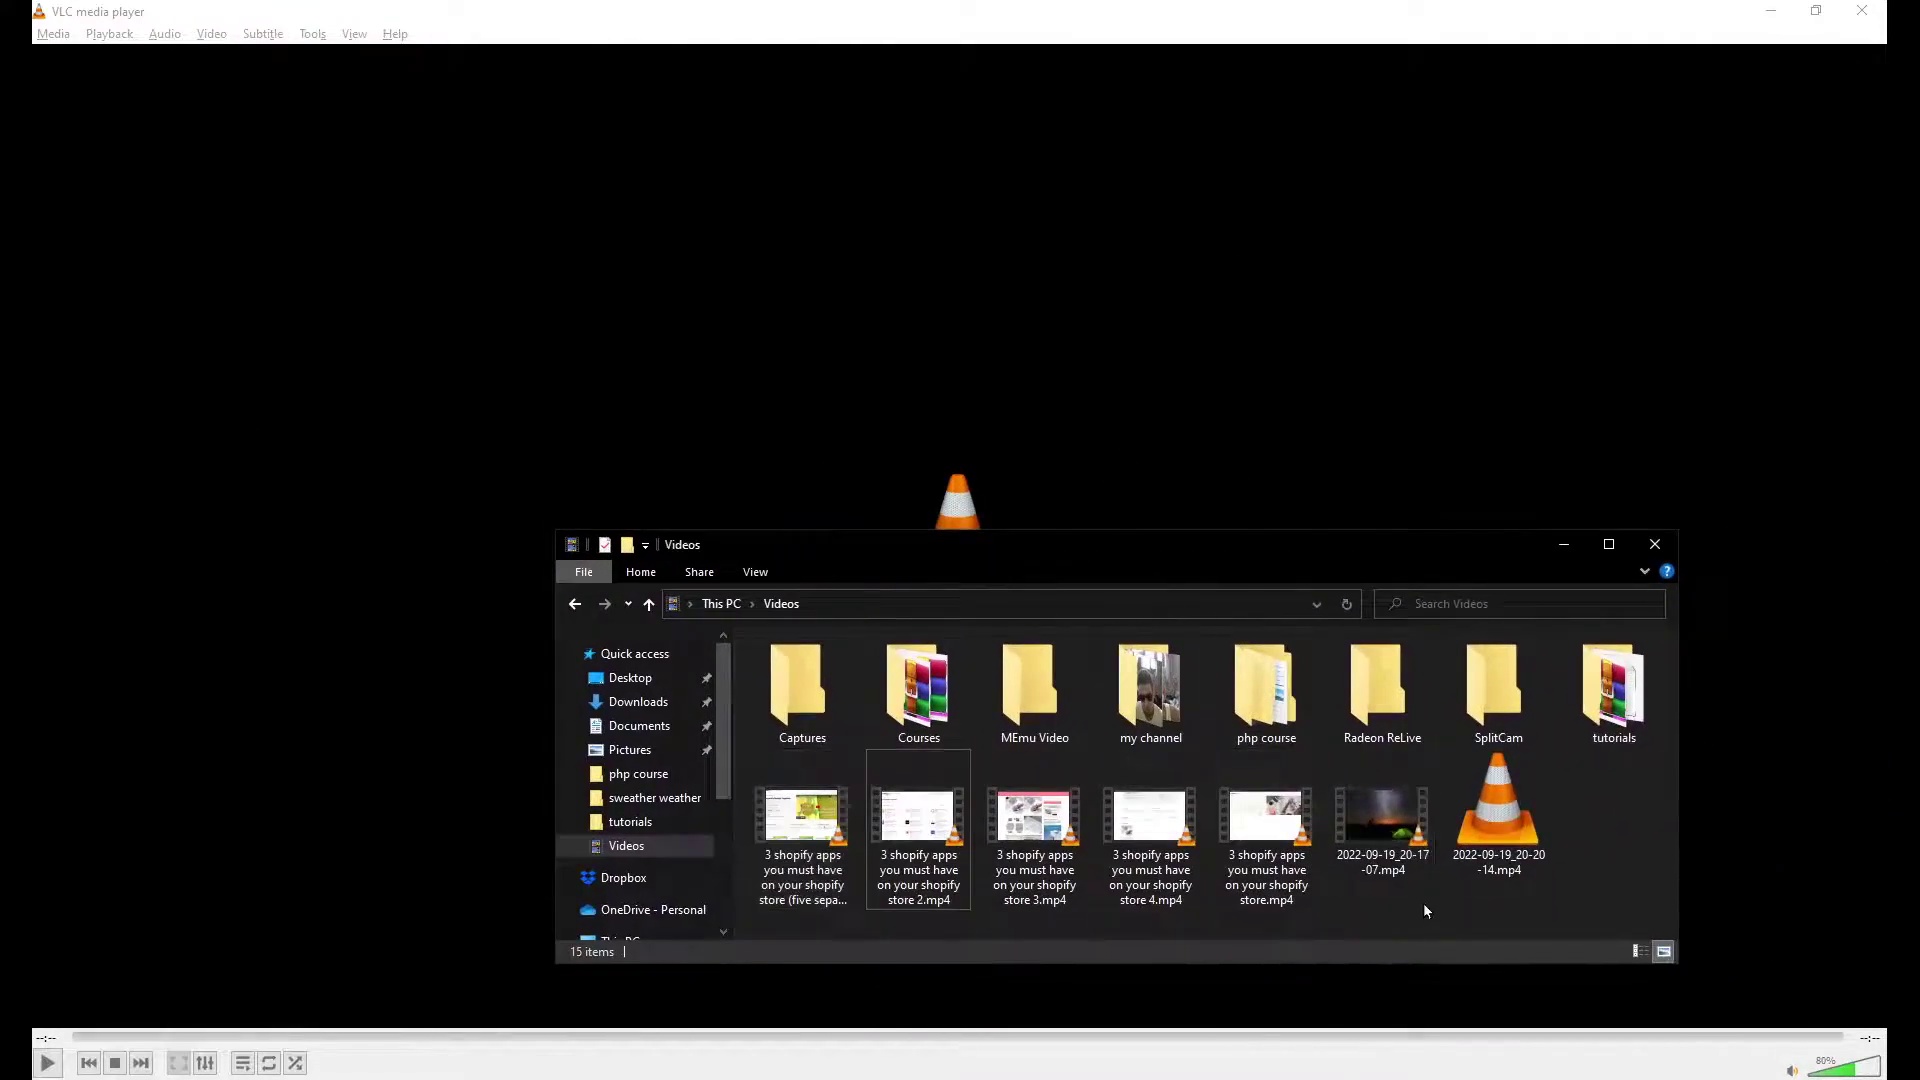 VLC media player
Media Playback Audio Video Subtitle Tools View Help
Videos
File Home Share View
This PC Videos
Search Videos
Quick access
Desktop
Downloads
Documents
Pictures
php course
sweather weather
tutorials
Videos
Dropbox
OneDrive - Personal
This PC
Captures
Courses
MEmu Video
my channel
php course
Radeon ReLive
SplitCam
tutorials
3 shopify apps
you must have
on your shopify
store (five sepa...
3 shopify apps
you must have
on your shopify
store 2.mp4
3 shopify apps
you must have
on your shopify
store 3.mp4
3 shopify apps
you must have
on your shopify
store 4.mp4
3 shopify apps
you must have
on your shopify
store.mp4
2022-09-19_20-17
-07.mp4
2022-09-19_20-20
-14.mp4
15 items
--:-- --:--
80%